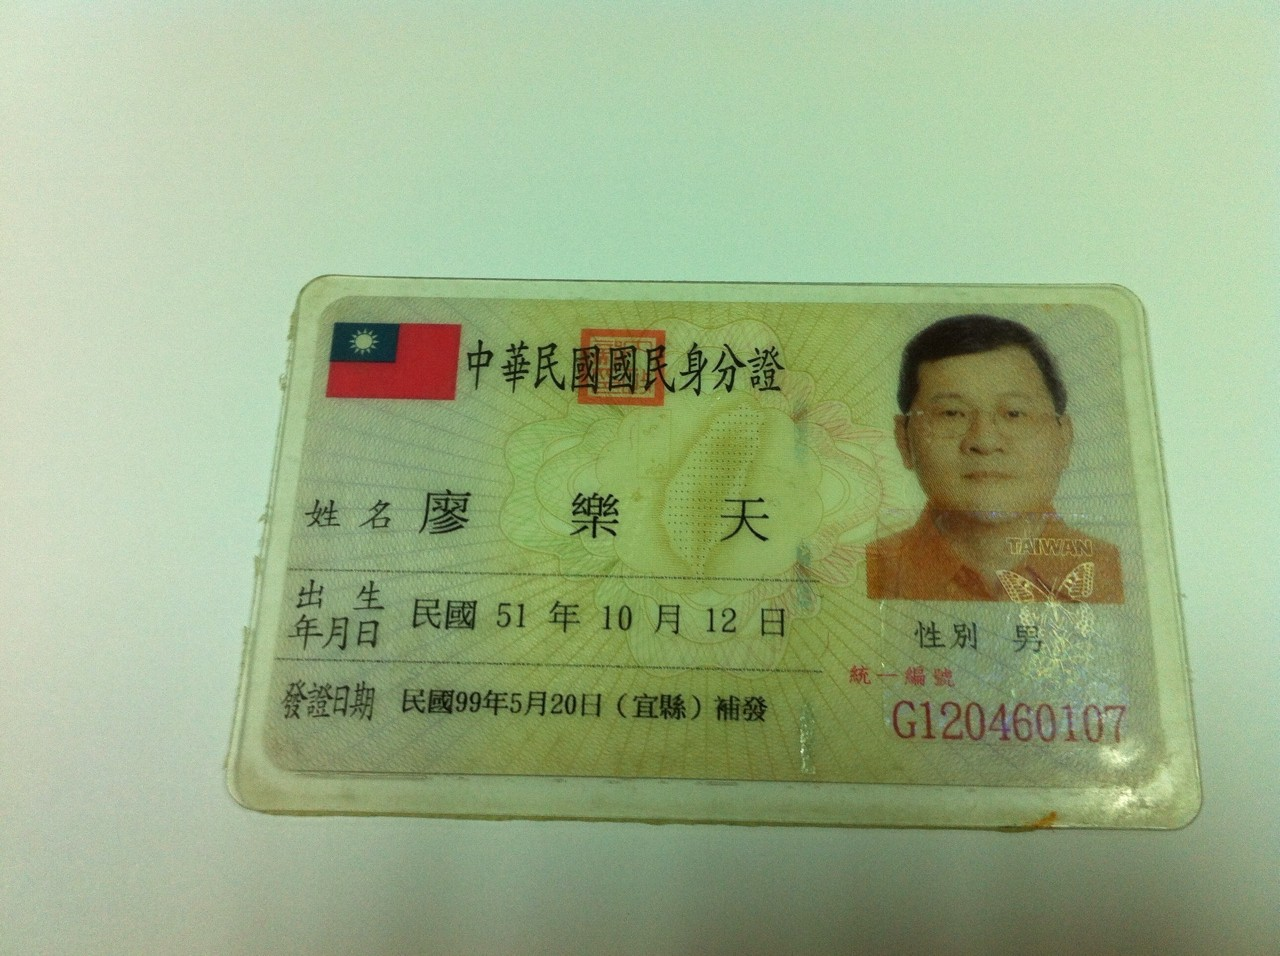 中華民國國民身分證
姓名 廖樂天
出生年月日 民國 51 年 10 月 12 日
發證日期 民國99年5月20日（宜縣）補發
TAIWAN
性別 男
統一編號
G120460107